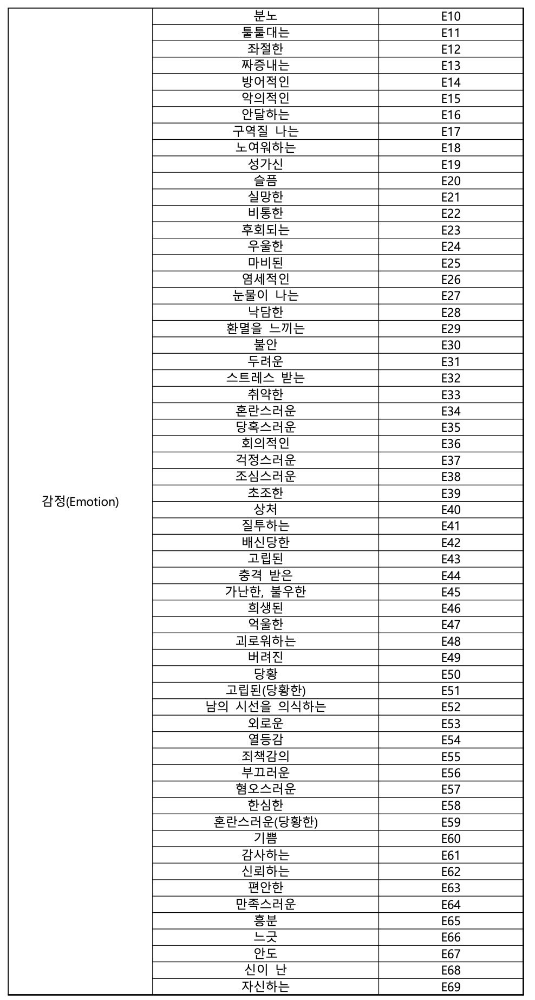 분노 E10
툴툴대는 E11
좌절한 E12
짜증내는 E13
방어적인 E14
악의적인 E15
안달하는 E16
구역질 나는 E17
노여워하는 E18
성가신 E19
슬픔 E20
실망한 E21
비통한 E22
후회되는 E23
우울한 E24
마비된 E25
염세적인 E26
눈물이 나는 E27
낙담한 E28
환멸을 느끼는 E29
불안 E30
두려운 E31
스트레스 받는 E32
취약한 E33
혼란스러운 E34
당혹스러운 E35
회의적인 E36
걱정스러운 E37
조심스러운 E38
초조한 E39
감정(Emotion)
상처 E40
질투하는 E41
배신당한 E42
고립된 E43
충격 받은 E44
가난한, 불우한 E45
희생된 E46
억울한 E47
괴로워하는 E48
버려진 E49
당황 E50
고립된(당황한) E51
남의 시선을 의식하는 E52
외로운 E53
열등감 E54
죄책감의 E55
부끄러운 E56
혐오스러운 E57
한심한 E58
혼란스러운(당황한) E59
기쁨 E60
감사하는 E61
신뢰하는 E62
편안한 E63
만족스러운 E64
흥분 E65
느긋 E66
안도 E67
신이 난 E68
자신하는 E69